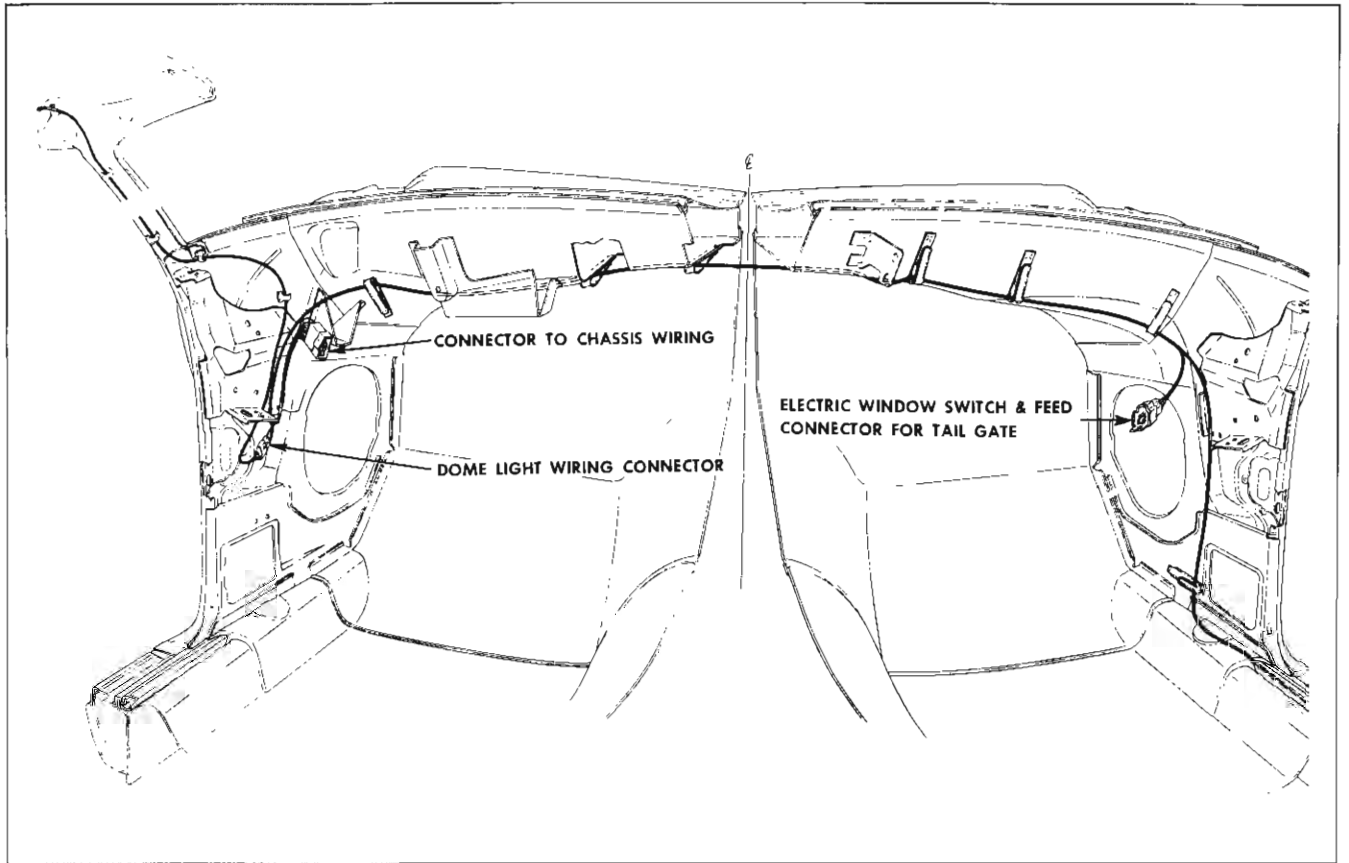 ℄
CONNECTOR TO CHASSIS WIRING
ELECTRIC WINDOW SWITCH & FEED
CONNECTOR FOR TAIL GATE
DOME LIGHT WIRING CONNECTOR